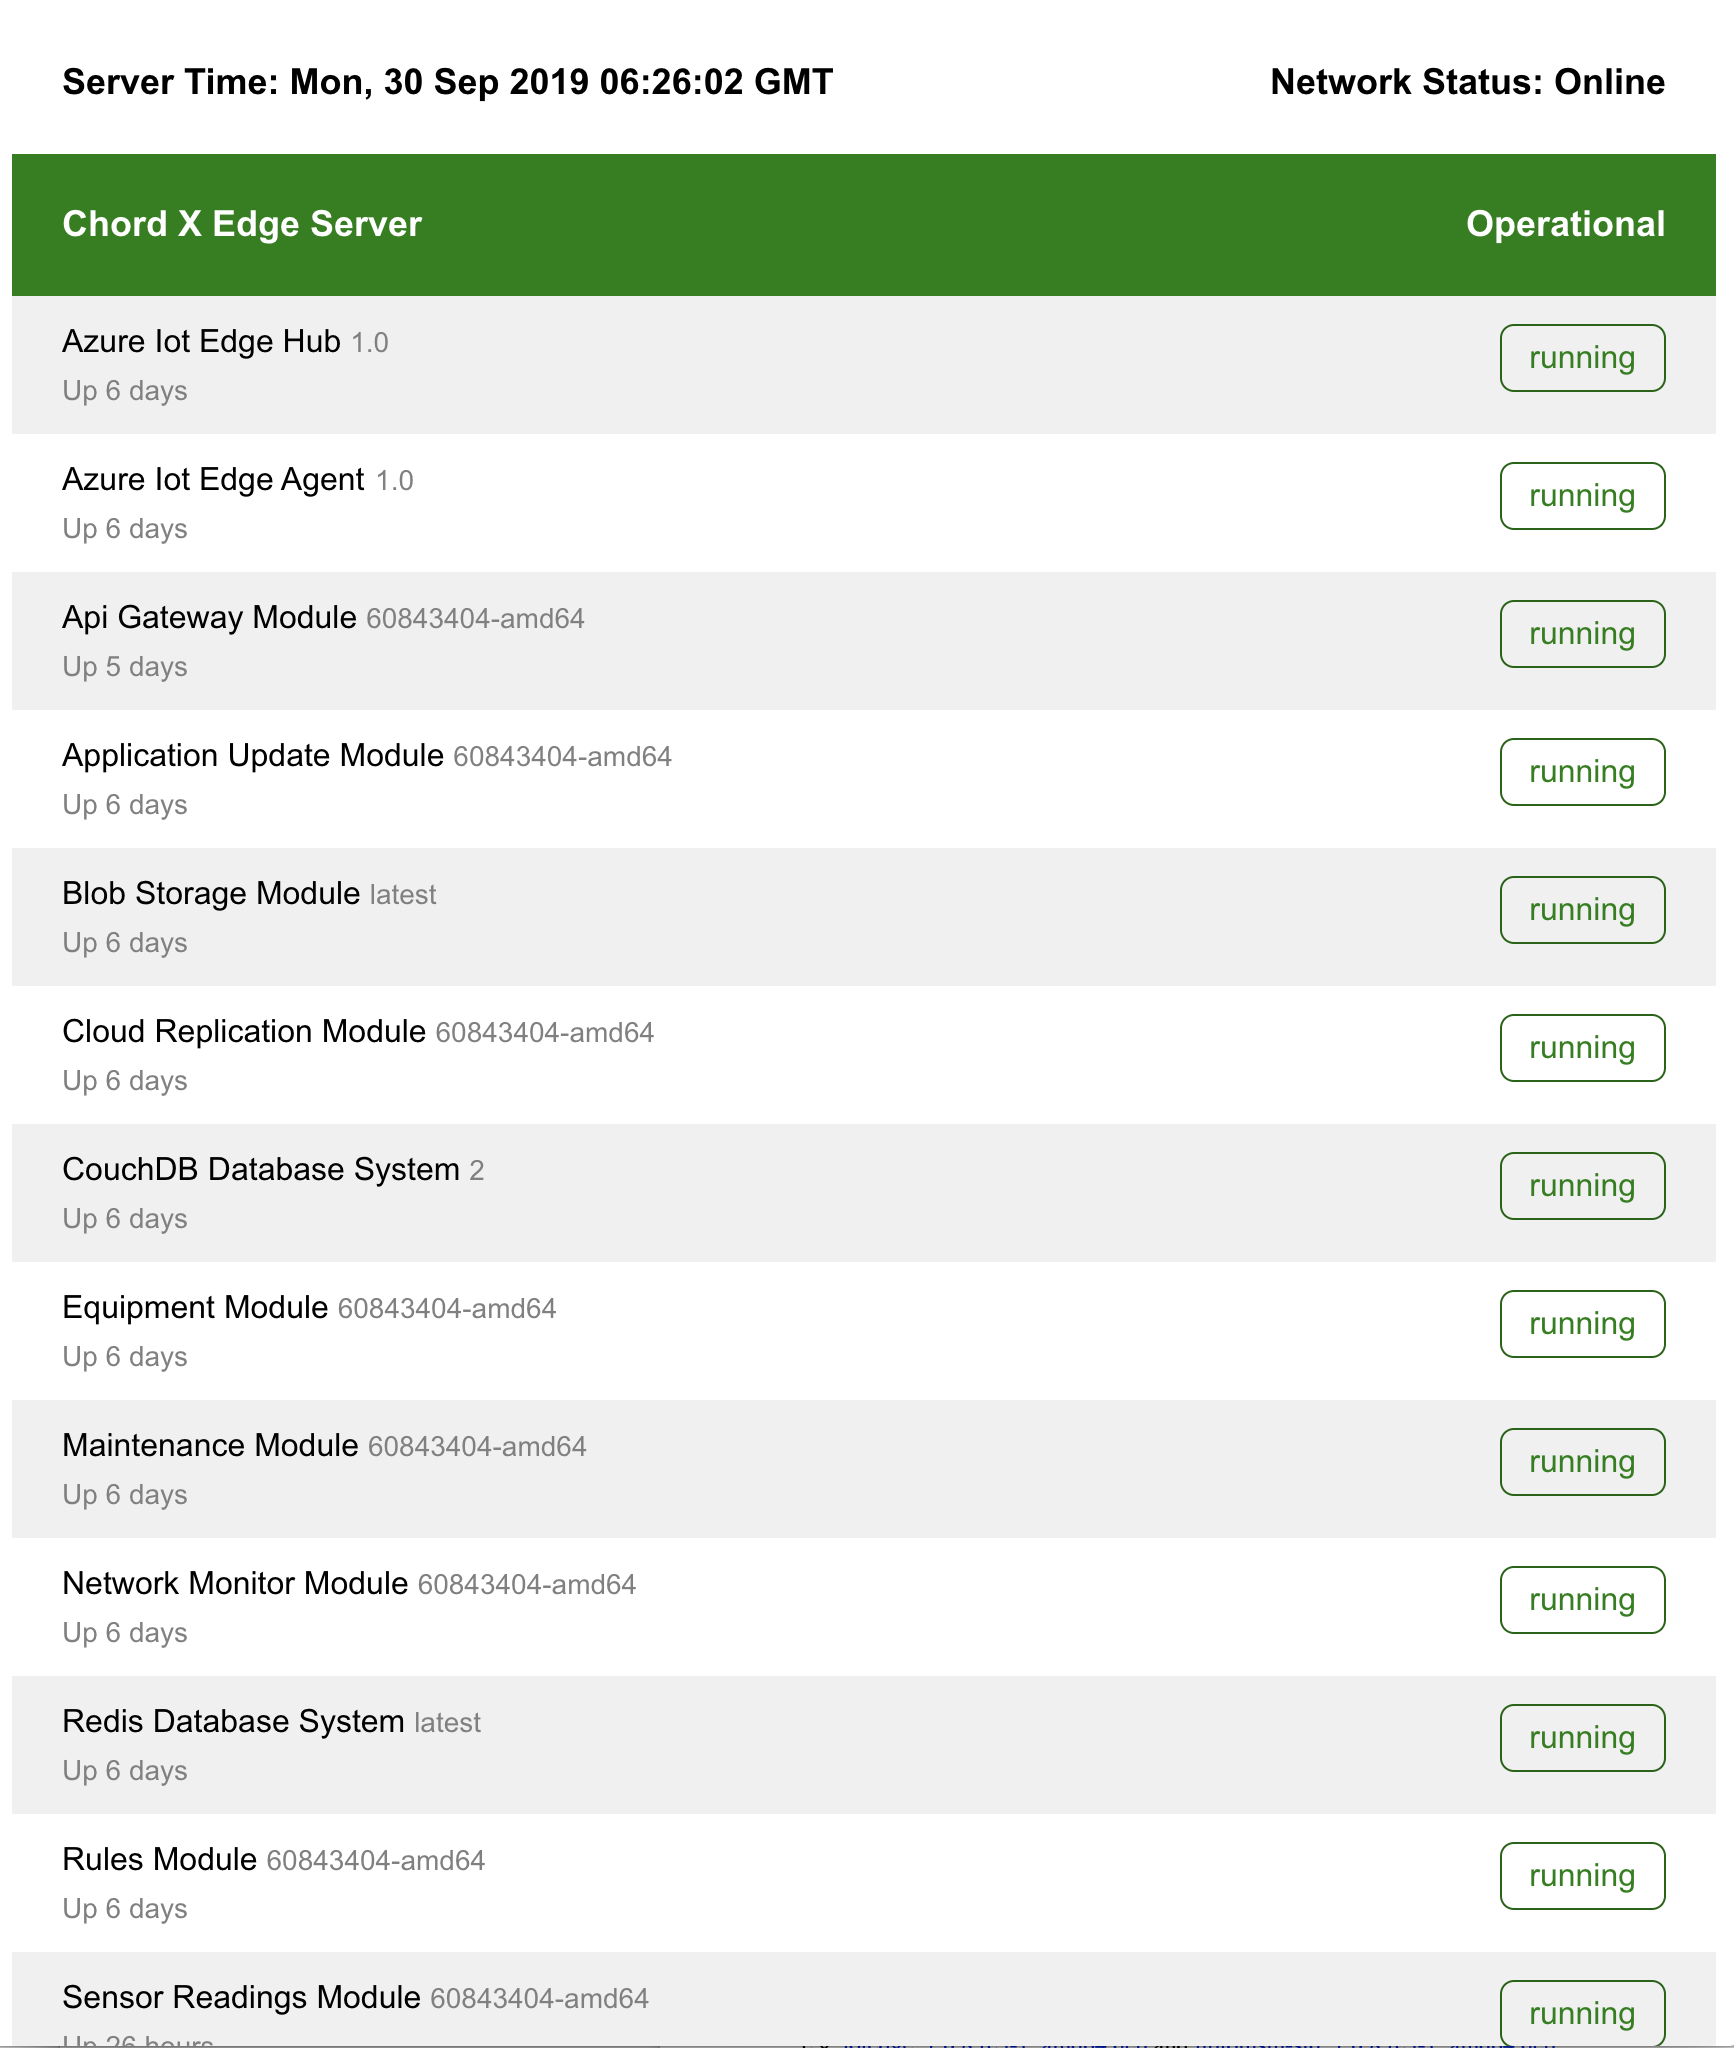 Server Time: Mon, 30 Sep 2019 06:26:02 GMT Network Status: Online
Chord X Edge Server Operational
Azure Iot Edge Hub 1.0 running
Up 6 days
Azure Iot Edge Agent 1.0 running
Up 6 days
Api Gateway Module 60843404-amd64 running
Up 5 days
Application Update Module 60843404-amd64 running
Up 6 days
Blob Storage Module latest running
Up 6 days
Cloud Replication Module 60843404-amd64 running
Up 6 days
CouchDB Database System 2 running
Up 6 days
Equipment Module 60843404-amd64 running
Up 6 days
Maintenance Module 60843404-amd64 running
Up 6 days
Network Monitor Module 60843404-amd64 running
Up 6 days
Redis Database System latest running
Up 6 days
Rules Module 60843404-amd64 running
Up 6 days
Sensor Readings Module 60843404-amd64 running
Up 26 hours